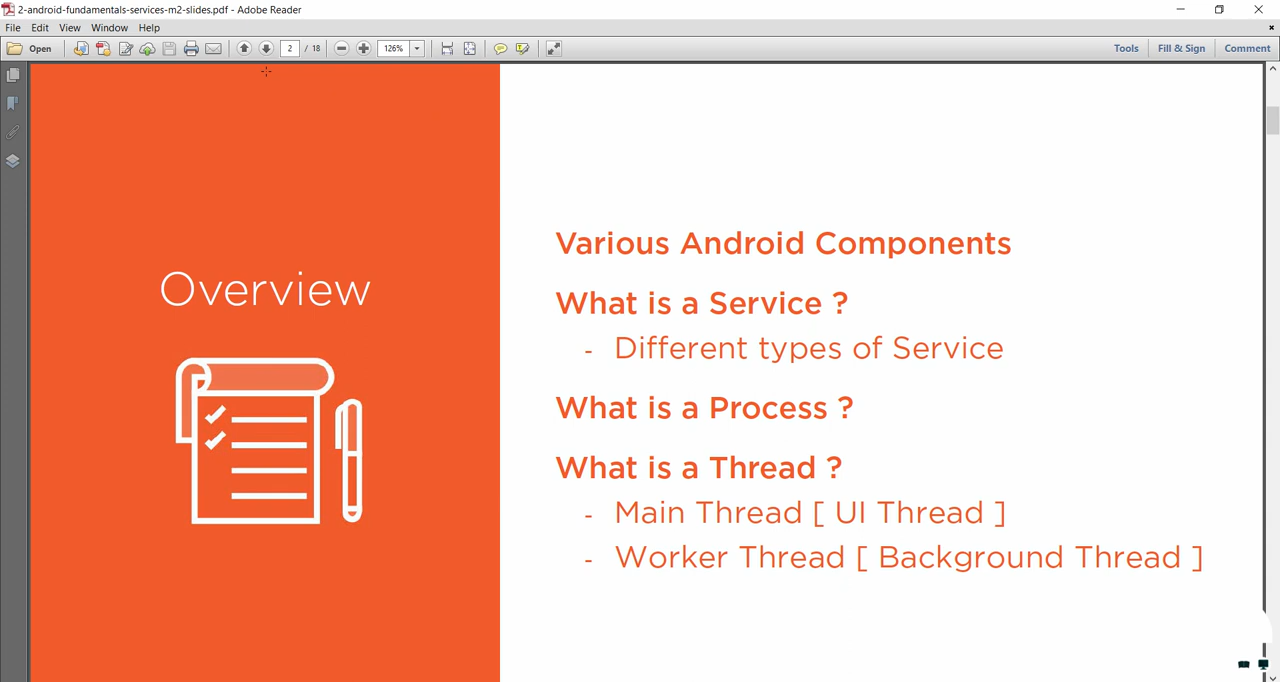 2-android-fundamentals-services-m2-slides.pdf - Adobe Reader
File Edit View Window Help
Open 2 / 18 126% Tools Fill & Sign Comment
Overview
Various Android Components
What is a Service ?
- Different types of Service
What is a Process ?
What is a Thread ?
- Main Thread [ UI Thread ]
- Worker Thread [ Background Thread ]